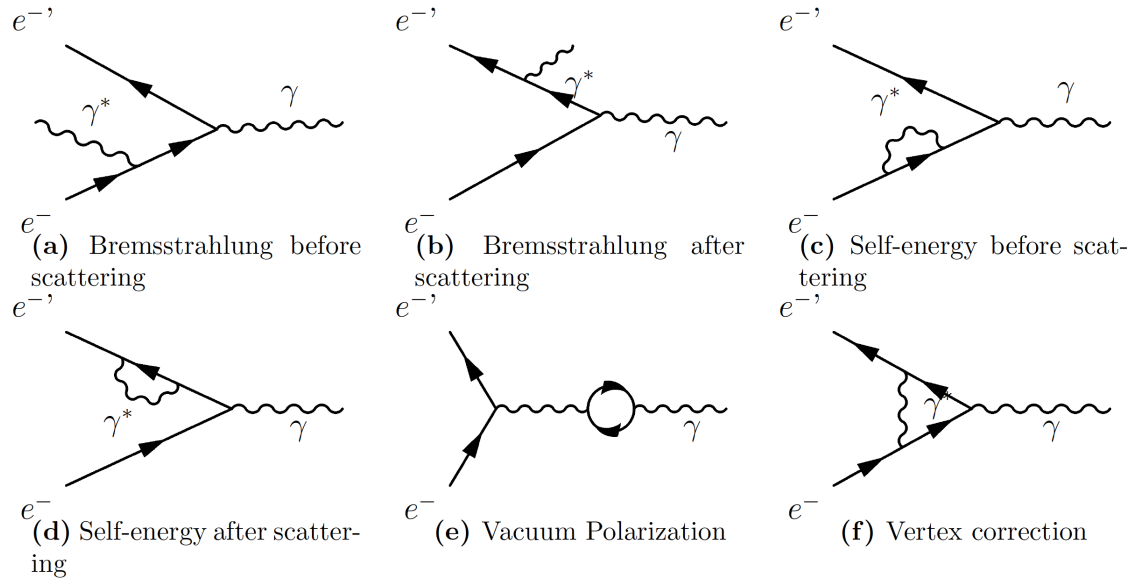 e⁻'
γ*
γ
e⁻
(a) Bremsstrahlung before
scattering
e⁻'
γ*
γ
e⁻
(b) Bremsstrahlung after
scattering
e⁻'
γ*
γ
e⁻
(c) Self-energy before scat-
tering
e⁻'
γ*
γ
e⁻
(d) Self-energy after scatter-
ing
e⁻'
γ
e⁻
(e) Vacuum Polarization
e⁻'
γ*
γ
e⁻
(f) Vertex correction